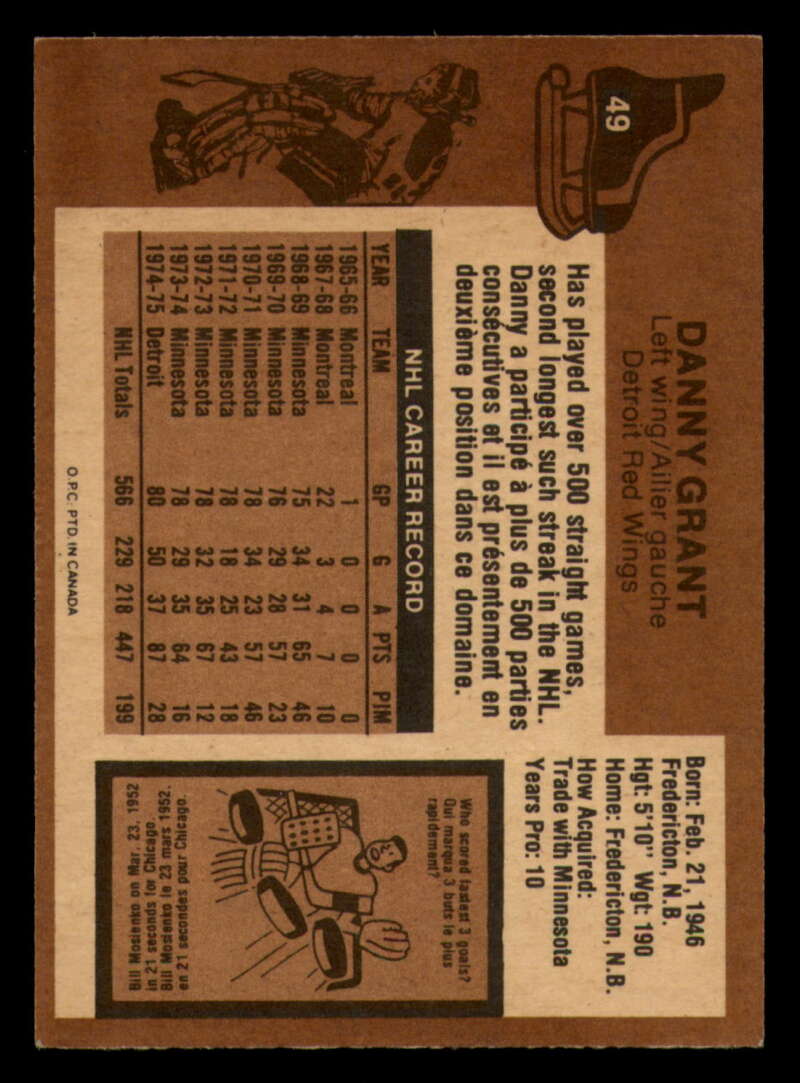 49
DANNY GRANT
Left wing/Ailier gauche
Detroit Red Wings
Has played over 500 straight games,
second longest such streak in the NHL.
Danny a participé à plus de 500 parties
consécutives et il est présentement en
deuxième position dans ce domaine.
Born: Feb. 21, 1946
Fredericton, N.B.
Hgt: 5'10" Wgt: 190
Home: Fredericton, N.B.
How Acquired:
Trade with Minnesota
Years Pro: 10
NHL CAREER RECORD
YEAR TEAM GP G A PTS PIM
1965-66 Montreal 1 0 0 0 0
1967-68 Montreal 22 3 4 7 10
1968-69 Minnesota 75 34 31 65 46
1969-70 Minnesota 76 29 28 57 23
1970-71 Minnesota 78 34 23 57 46
1971-72 Minnesota 78 18 25 43 18
1972-73 Minnesota 78 32 35 67 12
1973-74 Minnesota 78 29 35 64 16
1974-75 Detroit 80 50 37 87 28
NHL Totals 566 229 218 447 199
Who scored fastest 3 goals?
Qui marqua 3 buts le plus
rapidement?
Bill Mosienko on Mar. 23, 1952
in 21 seconds for Chicago.
Bill Mosienko le 23 mars 1952.
en 21 secondes pour Chicago.
O.P.C. PTD. IN CANADA